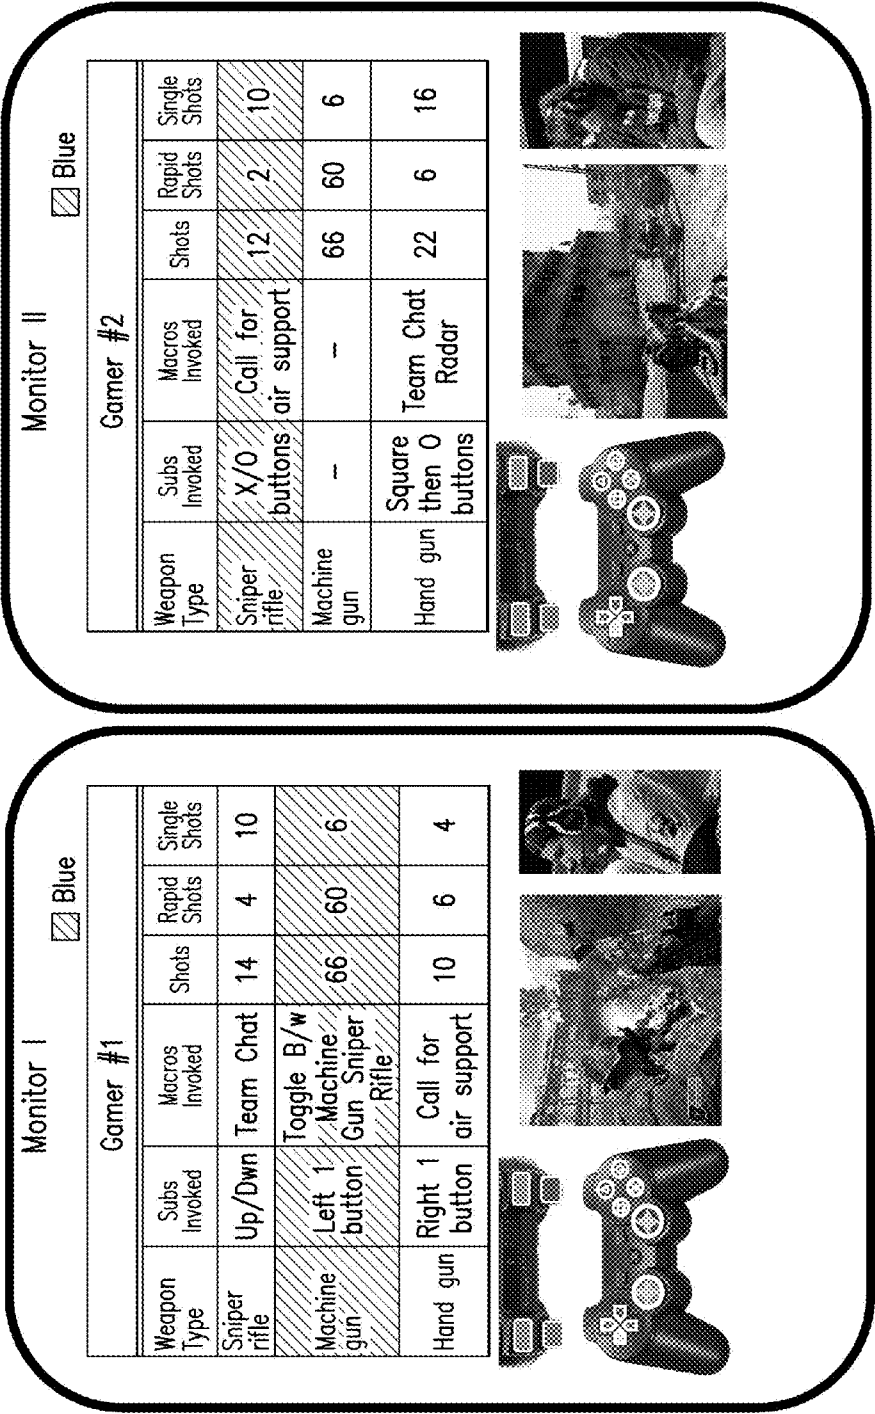 Monitor I
Blue
Gamer #1
Weapon Type
Subs Invoked
Macros Invoked
Shots
Rapid Shots
Single Shots
Sniper rifle
Up/Dwn
Team Chat
14
4
10
Machine gun
Left 1 button
Toggle B/w Machine Gun Sniper Rifle
66
60
6
Hand gun
Right 1 button
Call for air support
10
6
4
Monitor II
Blue
Gamer #2
Weapon Type
Subs Invoked
Macros Invoked
Shots
Rapid Shots
Single Shots
Sniper rifle
X/O buttons
Call for air support
12
2
10
Machine gun
–
–
66
60
6
Hand gun
Square then O buttons
Team Chat Radar
22
6
16